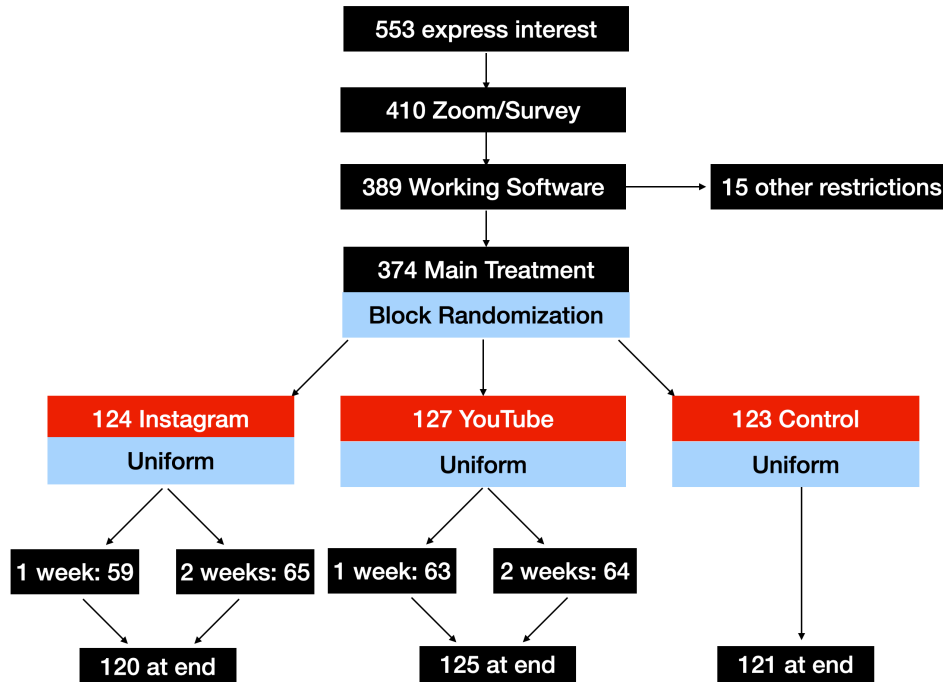 553 express interest
410 Zoom/Survey
389 Working Software
15 other restrictions
374 Main Treatment
Block Randomization
124 Instagram
127 YouTube
123 Control
Uniform
Uniform
Uniform
1 week: 59
2 weeks: 65
1 week: 63
2 weeks: 64
120 at end
125 at end
121 at end